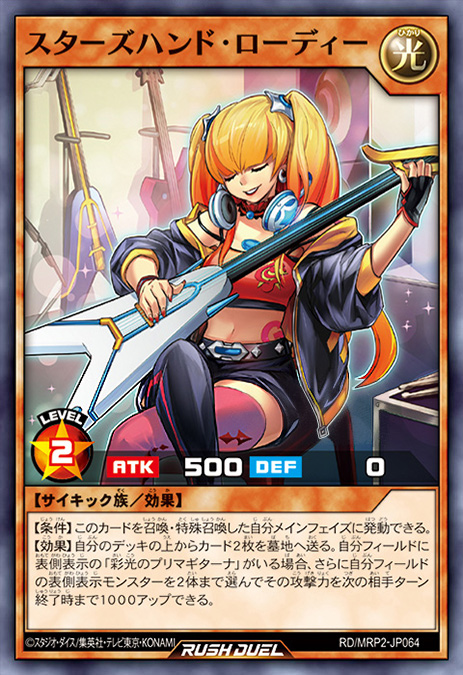 スターズハンド・ローディー
ひかり
光
LEVEL
2
ATK 500 DEF 0
【サイキック族/効果】
【条件】このカードを召喚・特殊召喚した自分メインフェイズに発動できる。
【効果】自分のデッキの上からカード2枚を墓地へ送る。自分フィールドに
表側表示の「彩光のプリマギターナ」がいる場合、さらに自分フィールド
の表側表示モンスターを2体まで選んでその攻撃力を次の相手ターン
終了時まで1000アップできる。
©スタジオ・ダイス/集英社・テレビ東京・KONAMI
RUSH DUEL
RD/MRP2-JP064